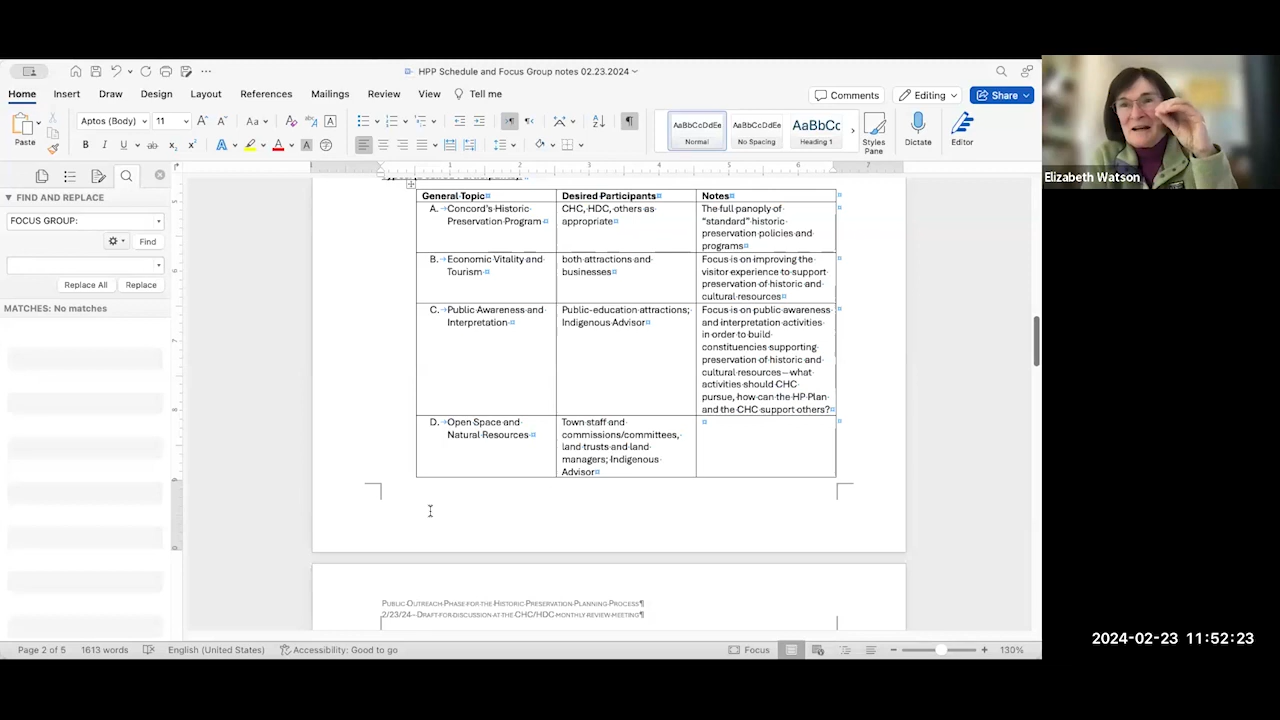 HPP Schedule and Focus Group notes 02.23.2024
Home Insert Draw Design Layout References Mailings Review View Tell me
Comments Editing Share
Paste
Aptos (Body) 11
AaBbCcDdEe AaBbCcDdEe AaBbCc
Normal No Spacing Heading 1
Styles Pane Dictate Editor
FIND AND REPLACE
FOCUS GROUP:
Find
Replace All Replace
MATCHES: No matches
General Topic Desired Participants Notes
A. Concord's Historic
Preservation Program
CHC, HDC, others as
appropriate
The full panoply of
"standard" historic
preservation policies and
programs
B. Economic Vitality and
Tourism
both attractions and
businesses
Focus is on improving the
visitor experience to support
preservation of historic and
cultural resources
C. Public Awareness and
Interpretation
Public-education attractions;
Indigenous Advisor
Focus is on public awareness
and interpretation activities
in order to build
constituencies supporting
preservation of historic and
cultural resources – what
activities should CHC
pursue, how can the HP Plan
and the CHC support others?
D. Open Space and
Natural Resources
Town staff and
commissions/committees,
land trusts and land
managers; Indigenous
Advisor
Public Outreach Phase for the Historic Preservation Planning Process¶
2/23/24 – Draft for discussion at the CHC/HDC monthly review meeting¶
Page 2 of 5 1613 words English (United States) Accessibility: Good to go Focus 130%
Elizabeth Watson
2024-02-23 11:52:23